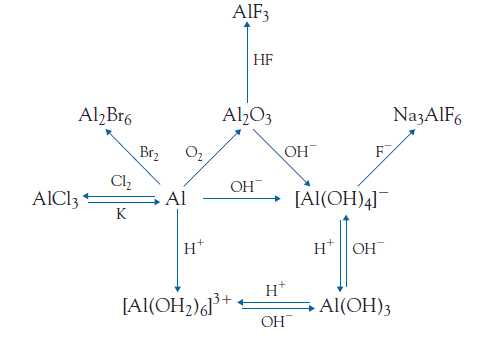 AlF₃
HF
Al₂Br₆ Al₂O₃ Na₃AlF₆
Br₂ O₂ OH⁻ F⁻
Cl₂ OH⁻
AlCl₃ Al [Al(OH)₄]⁻
K
H⁺ H⁺ OH⁻
H⁺
[Al(OH₂)₆]³⁺ Al(OH)₃
OH⁻